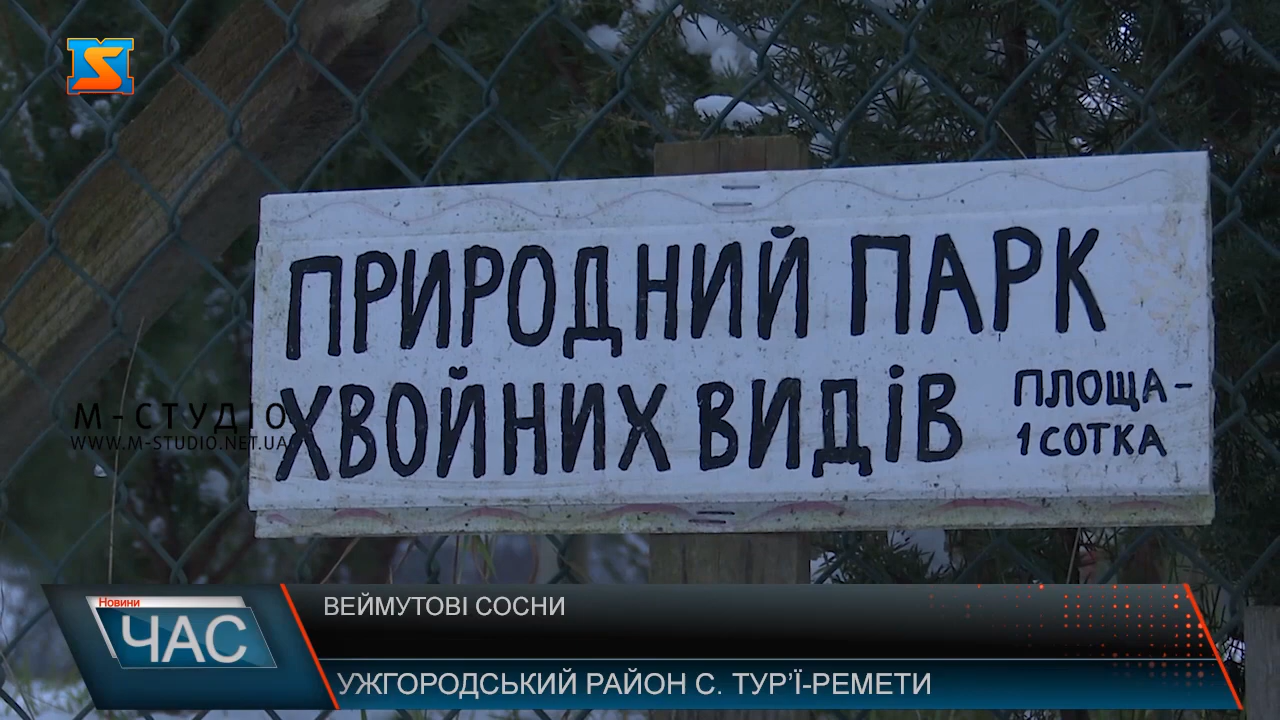 ПРИРОДНИЙ ПАРК
ХВОЙНИХ ВИДІВ
ПЛОЩА -
1 СОТКА
М-СТУДІО
WWW.M-STUDIO.NET.UA
Новини
ЧАС
ВЕЙМУТОВІ СОСНИ
УЖГОРОДСЬКИЙ РАЙОН С. ТУР’Ї-РЕМЕТИ